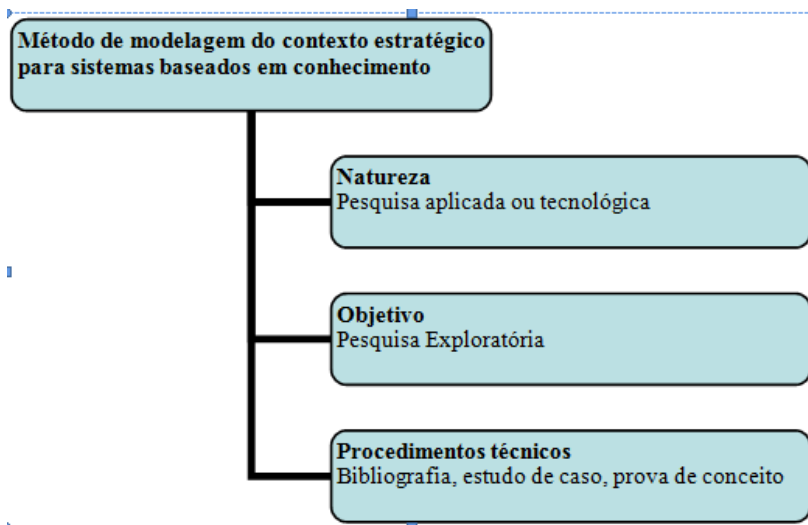 Método de modelagem do contexto estratégico
para sistemas baseados em conhecimento
Natureza
Pesquisa aplicada ou tecnológica
Objetivo
Pesquisa Exploratória
Procedimentos técnicos
Bibliografia, estudo de caso, prova de conceito